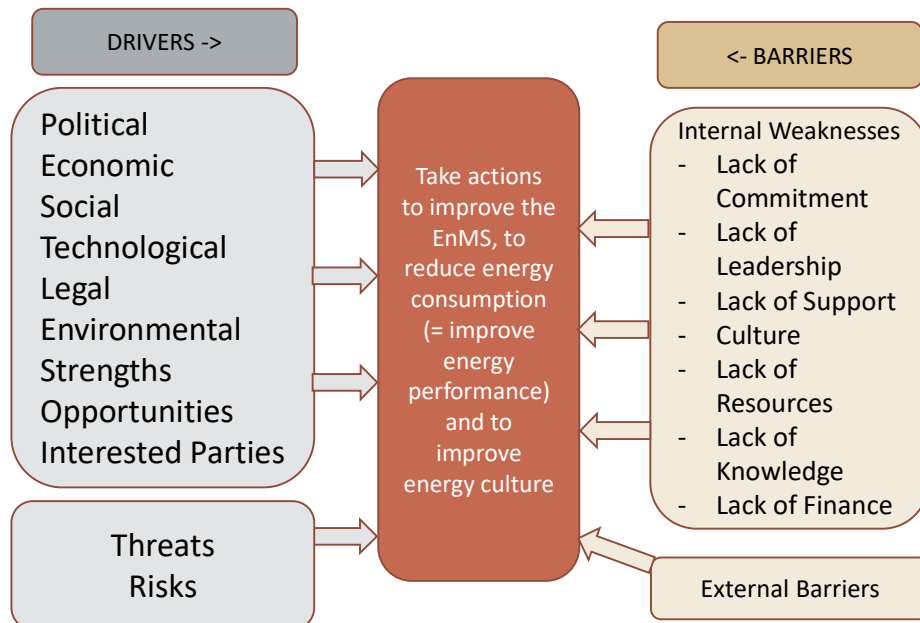 DRIVERS ->
Political
Economic
Social
Technological
Legal
Environmental
Strengths
Opportunities
Interested Parties
Threats
Risks
Take actions
to improve the
EnMS, to
reduce energy
consumption
(= improve
energy
performance)
and to
improve
energy culture
<- BARRIERS
Internal Weaknesses
- Lack of
Commitment
- Lack of
Leadership
- Lack of Support
- Culture
- Lack of
Resources
- Lack of
Knowledge
- Lack of Finance
External Barriers